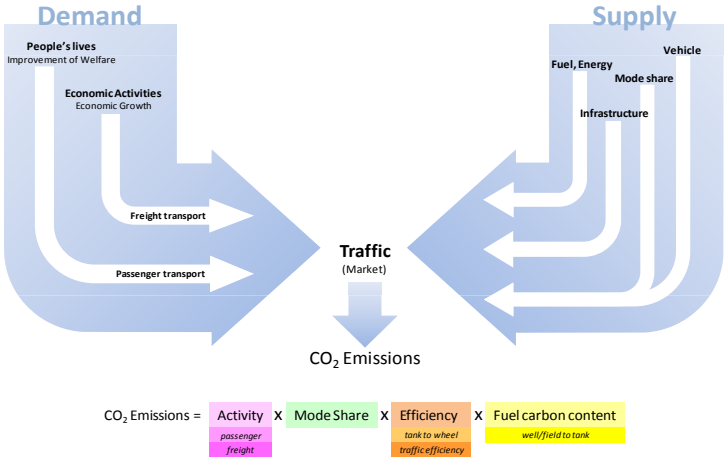 Demand
Supply
People's lives
Improvement of Welfare
Economic Activities
Economic Growth
Vehicle
Fuel, Energy
Mode share
Infrastructure
Freight transport
Passenger transport
Traffic
(Market)
CO₂ Emissions
CO₂ Emissions = Activity X Mode Share X Efficiency X Fuel carbon content
passenger tank to wheel well/field to tank
freight traffic efficiency